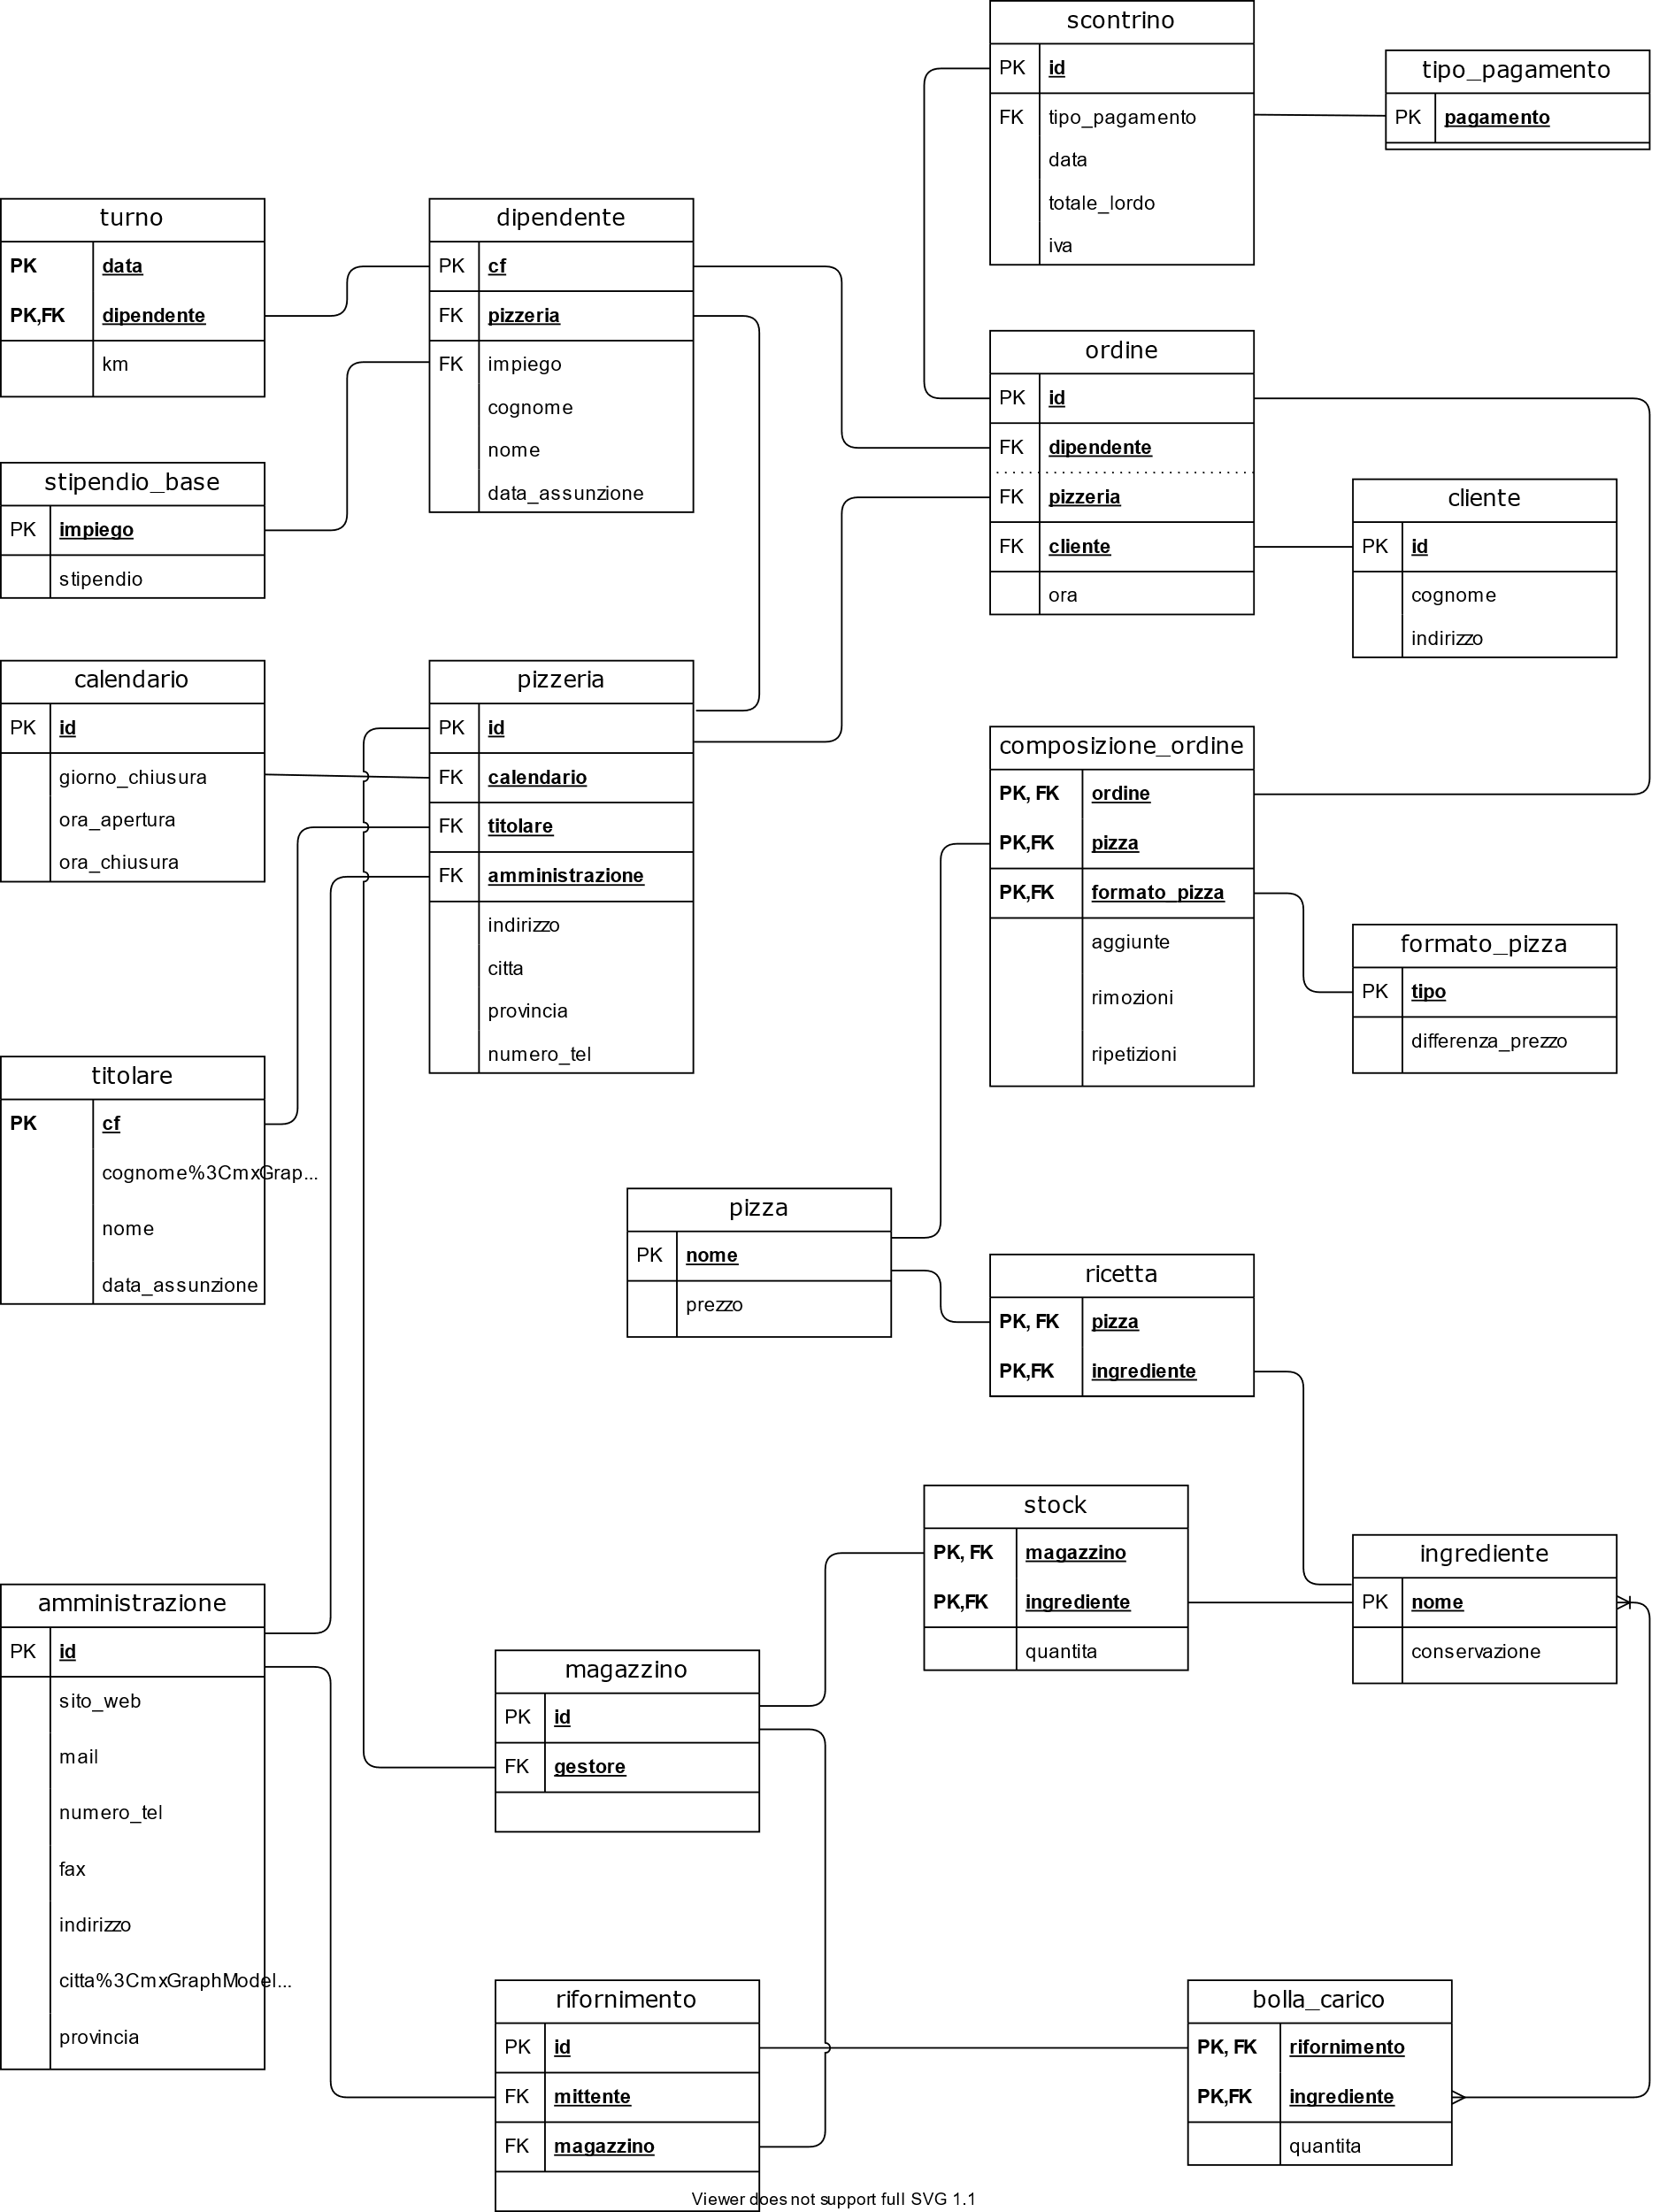 scontrino
PK id
FK tipo_pagamento
data
totale_lordo
iva
tipo_pagamento
PK pagamento
turno
PK data
PK,FK dipendente
km
dipendente
PK cf
FK pizzeria
FK impiego
cognome
nome
data_assunzione
ordine
PK id
FK dipendente
FK pizzeria
FK cliente
ora
stipendio_base
PK impiego
stipendio
cliente
PK id
cognome
indirizzo
calendario
PK id
giorno_chiusura
ora_apertura
ora_chiusura
pizzeria
PK id
FK calendario
FK titolare
FK amministrazione
indirizzo
citta
provincia
numero_tel
composizione_ordine
PK, FK ordine
PK,FK pizza
PK,FK formato_pizza
aggiunte
rimozioni
ripetizioni
formato_pizza
PK tipo
differenza_prezzo
titolare
PK cf
cognome%3CmxGrap...
nome
data_assunzione
pizza
PK nome
prezzo
ricetta
PK, FK pizza
PK,FK ingrediente
stock
PK, FK magazzino
PK,FK ingrediente
quantita
ingrediente
PK nome
conservazione
amministrazione
PK id
sito_web
mail
numero_tel
fax
indirizzo
citta%3CmxGraphModel...
provincia
magazzino
PK id
FK gestore
rifornimento
PK id
FK mittente
FK magazzino
bolla_carico
PK, FK rifornimento
PK,FK ingrediente
quantita
Viewer does not support full SVG 1.1